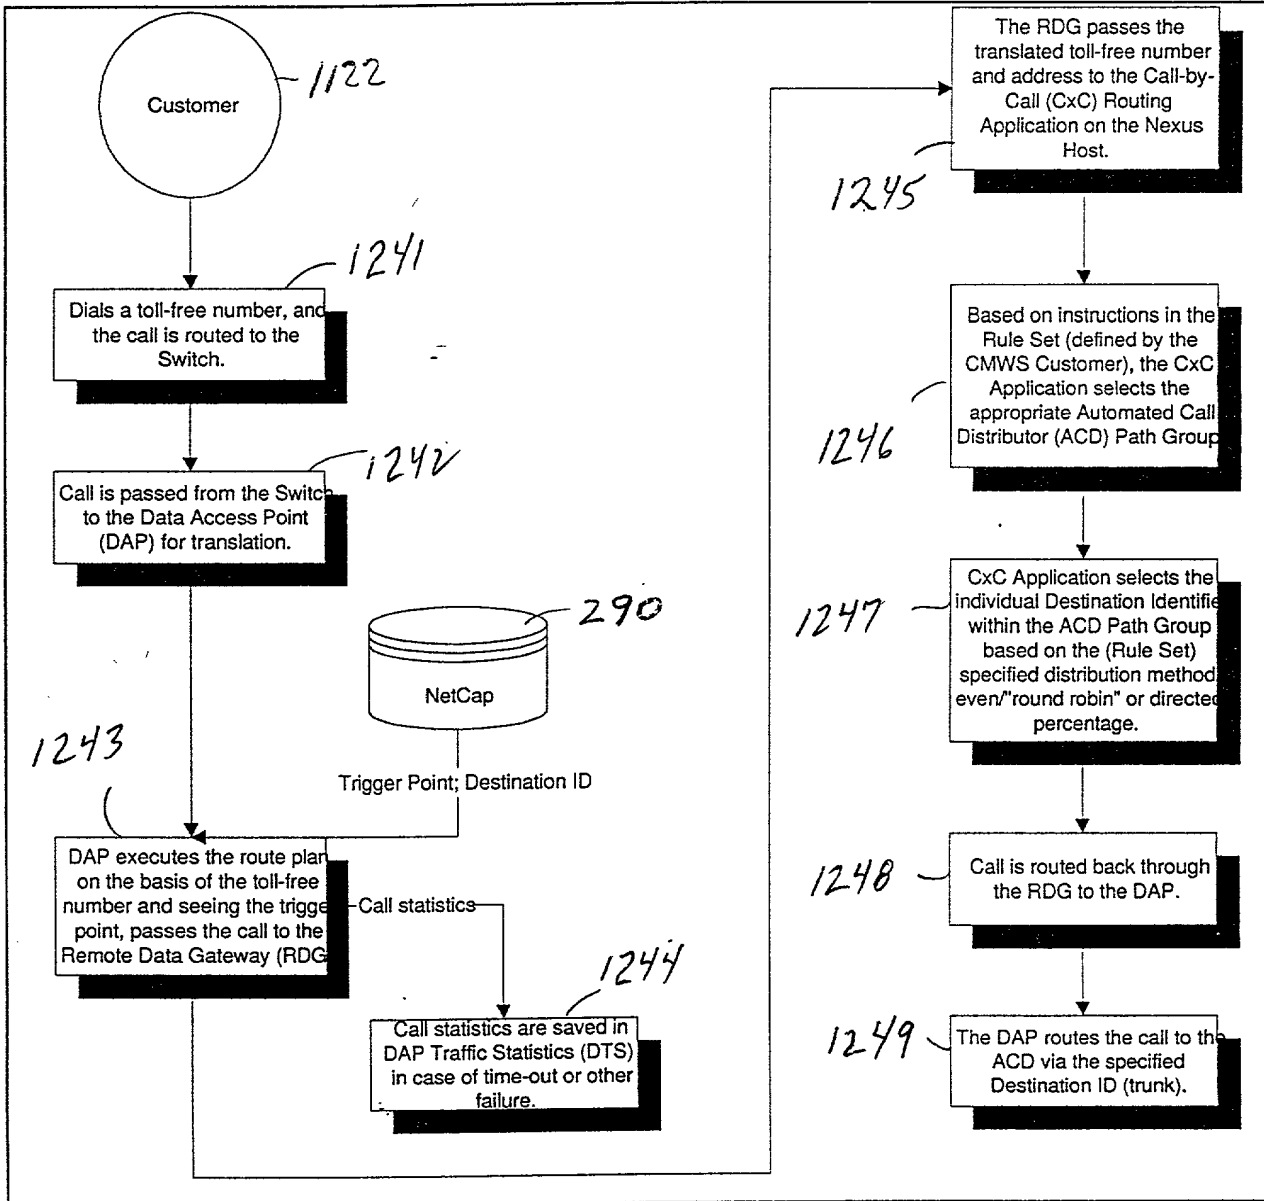 Customer
1122
1241
Dials a toll-free number, and
the call is routed to the
Switch.
1242
Call is passed from the Switch
to the Data Access Point
(DAP) for translation.
290
NetCap
Trigger Point; Destination ID
1243
DAP executes the route plan
on the basis of the toll-free
number and seeing the trigge
point, passes the call to the
Remote Data Gateway (RDG
Call statistics
1244
Call statistics are saved in
DAP Traffic Statistics (DTS)
in case of time-out or other
failure.
The RDG passes the
translated toll-free number
and address to the Call-by-
Call (CxC) Routing
Application on the Nexus
Host.
1245
Based on instructions in the
Rule Set (defined by the
CMWS Customer), the CxC
Application selects the
appropriate Automated Call
Distributor (ACD) Path Group
1246
CxC Application selects the
individual Destination Identifie
within the ACD Path Group
based on the (Rule Set)
specified distribution method
even/"round robin" or directed
percentage.
1247
Call is routed back through
the RDG to the DAP.
1248
The DAP routes the call to the
ACD via the specified
Destination ID (trunk).
1249